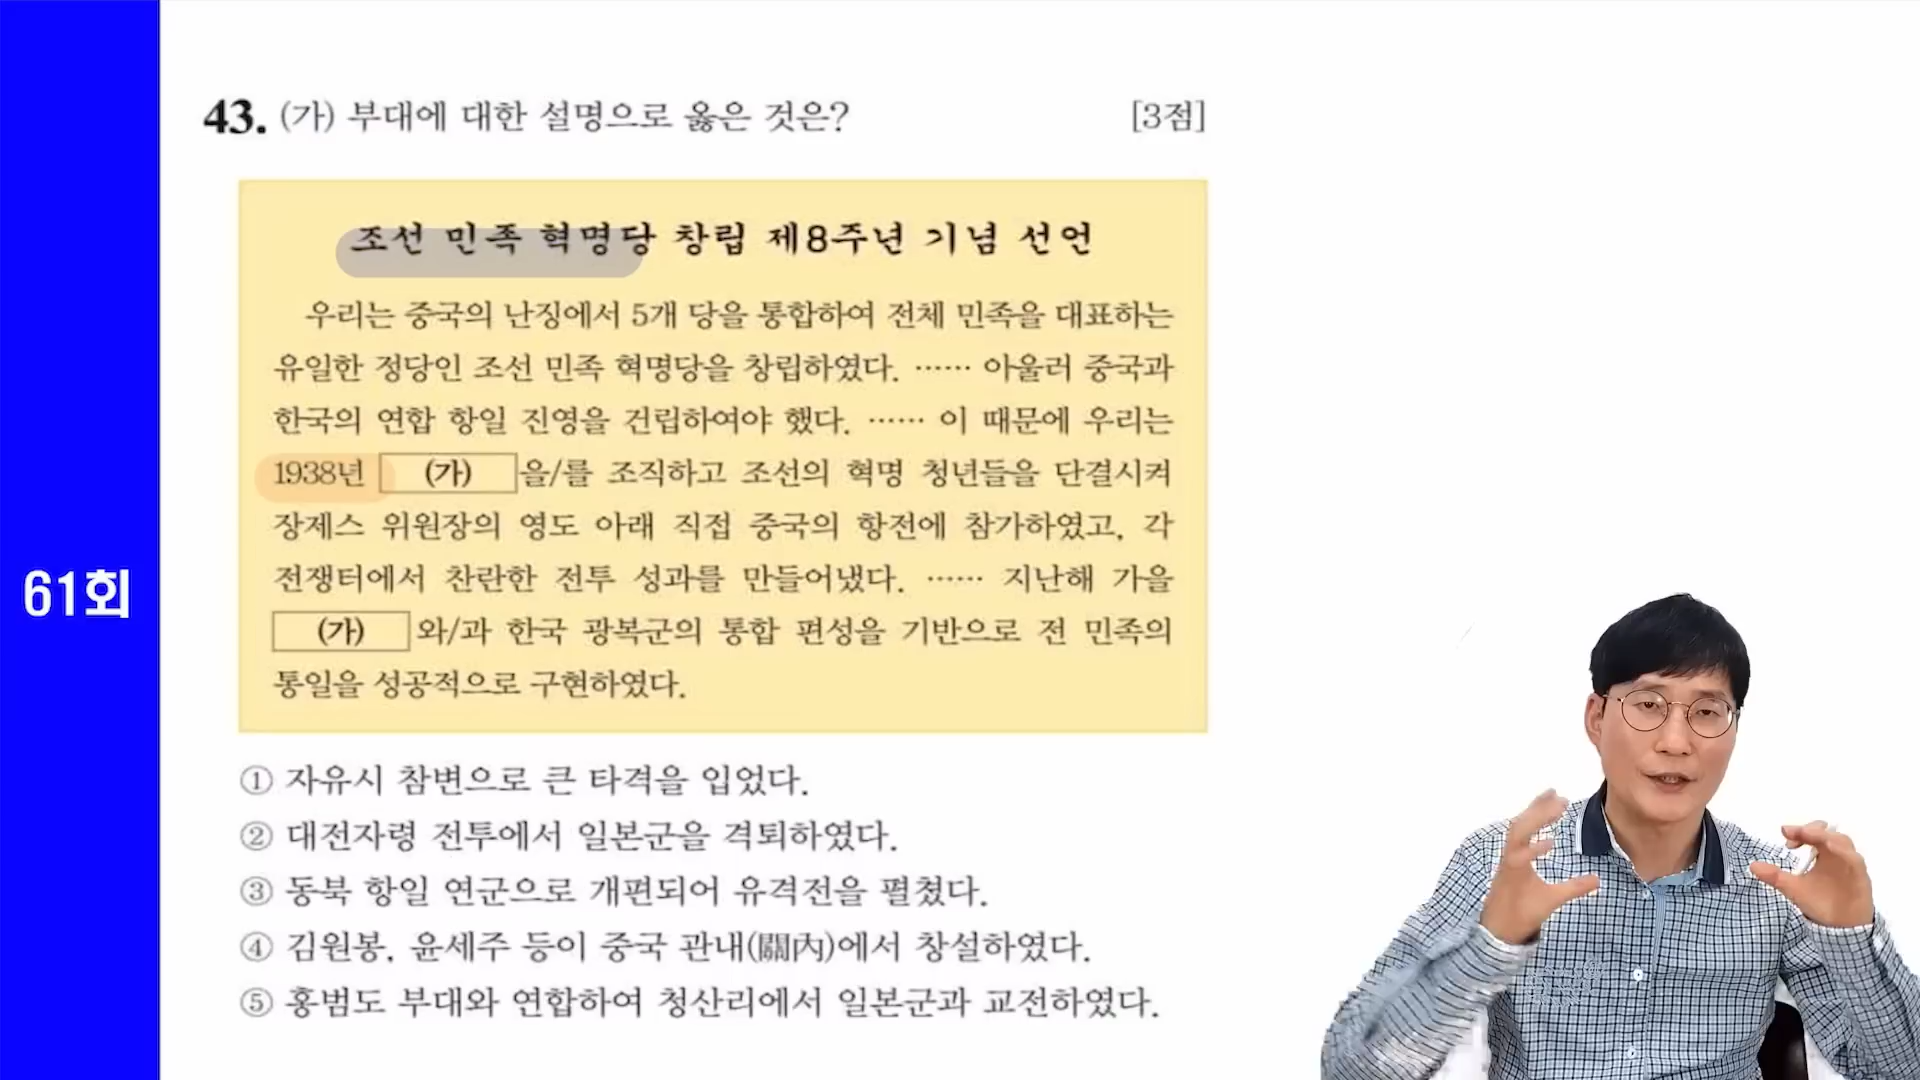 43. (가) 부대에 대한 설명으로 옳은 것은? [3점]
조선 민족 혁명당 창립 제8주년 기념 선언
우리는 중국의 난징에서 5개 당을 통합하여 전체 민족을 대표하는
유일한 정당인 조선 민족 혁명당을 창립하였다. …… 아울러 중국과
한국의 연합 항일 진영을 건립하여야 했다. …… 이 때문에 우리는
1938년 (가) 을/를 조직하고 조선의 혁명 청년들을 단결시켜
장제스 위원장의 영도 아래 직접 중국의 항전에 참가하였고, 각
전쟁터에서 찬란한 전투 성과를 만들어냈다. …… 지난해 가을
(가) 와/과 한국 광복군의 통합 편성을 기반으로 전 민족의
통일을 성공적으로 구현하였다.
① 자유시 참변으로 큰 타격을 입었다.
② 대전자령 전투에서 일본군을 격퇴하였다.
③ 동북 항일 연군으로 개편되어 유격전을 펼쳤다.
④ 김원봉, 윤세주 등이 중국 관내(關內)에서 창설하였다.
⑤ 홍범도 부대와 연합하여 청산리에서 일본군과 교전하였다.
61회